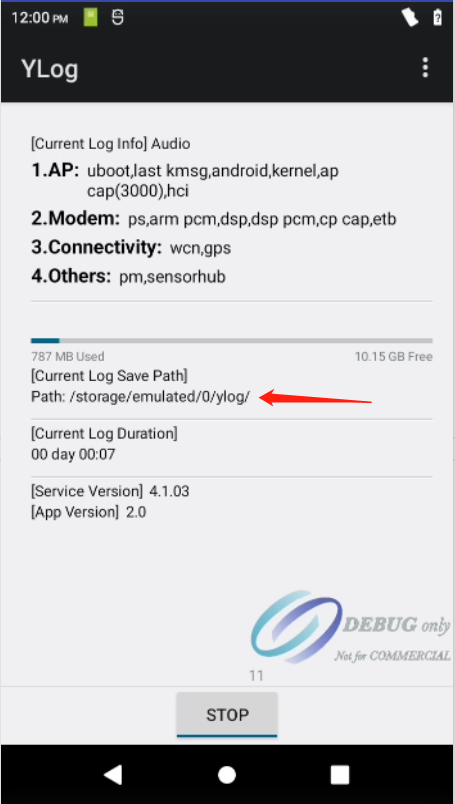 12:00 PM
YLog
[Current Log Info] Audio
1.AP: uboot,last kmsg,android,kernel,ap
cap(3000),hci
2.Modem: ps,arm pcm,dsp,dsp pcm,cp cap,etb
3.Connectivity: wcn,gps
4.Others: pm,sensorhub
787 MB Used 10.15 GB Free
[Current Log Save Path]
Path: /storage/emulated/0/ylog/
[Current Log Duration]
00 day 00:07
[Service Version] 4.1.03
[App Version] 2.0
DEBUG only
Not for COMMERCIAL
11
STOP